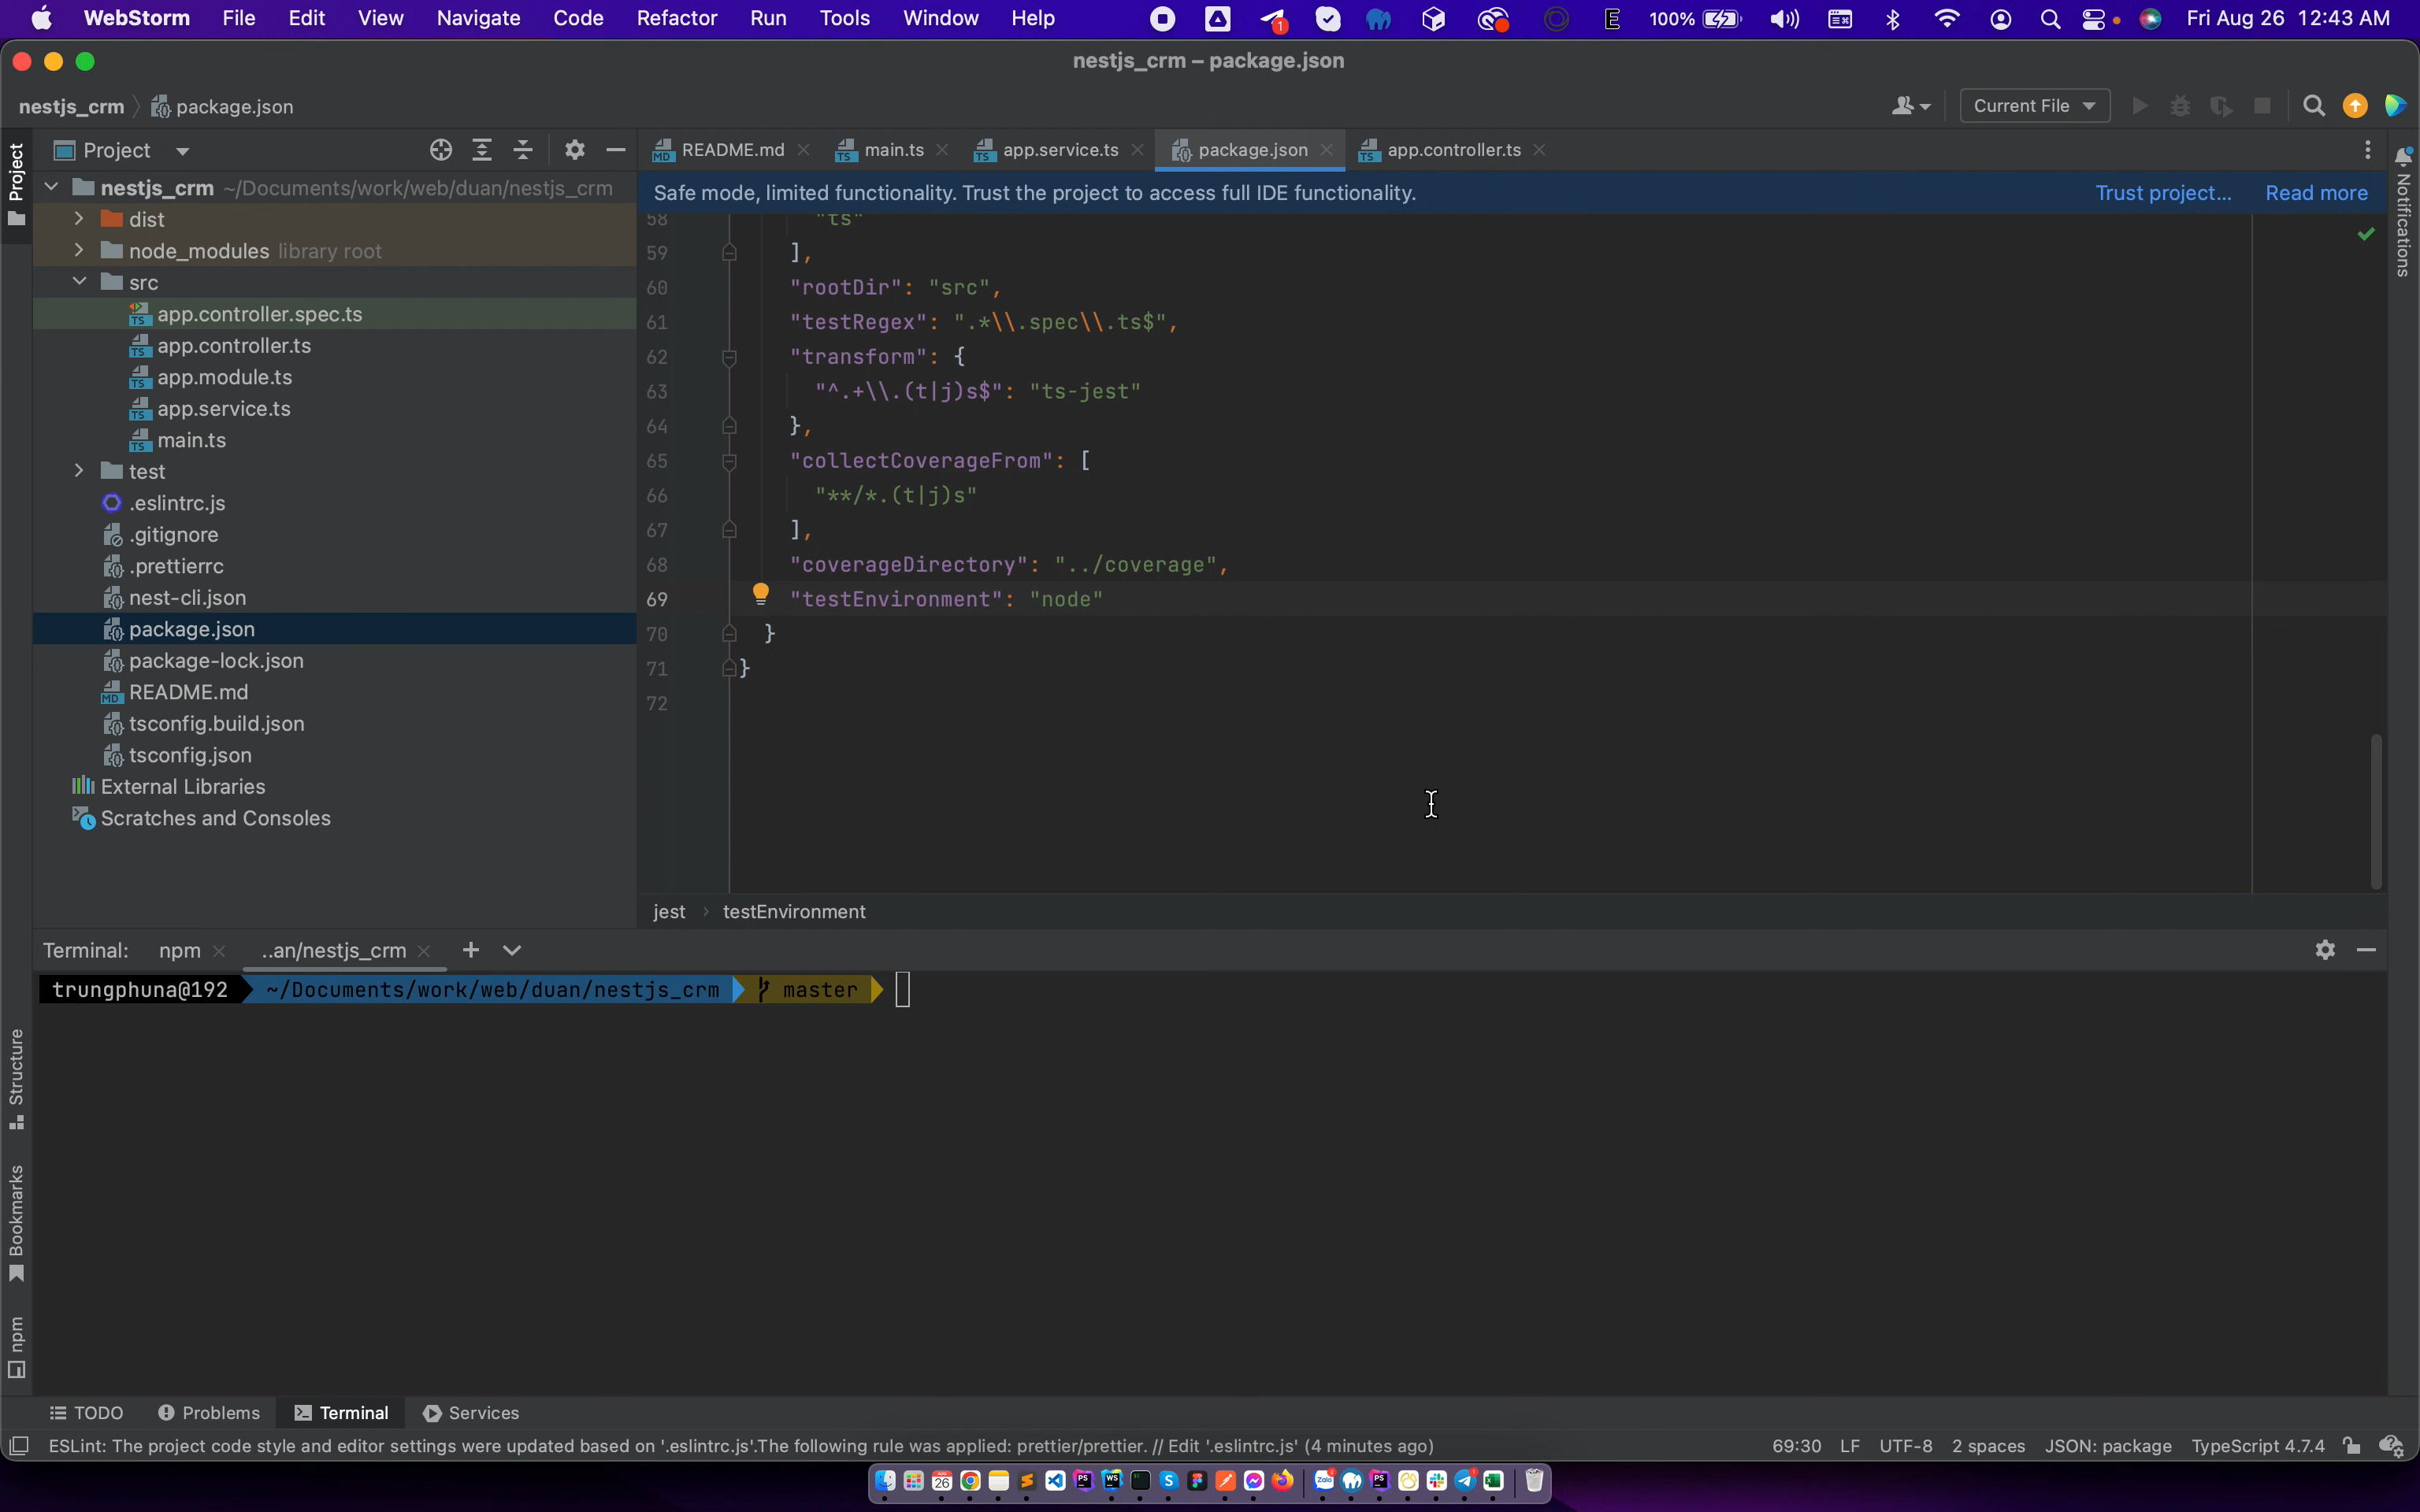 WebStorm File Edit View Navigate Code Refactor Run Tools Window Help 1 E 100% Fri Aug 26 12:43 AM
nestjs_crm – package.json
nestjs_crm package.json Current File
Project README.md main.ts app.service.ts package.json app.controller.ts
Safe mode, limited functionality. Trust the project to access full IDE functionality. Trust project... Read more
Project
Notifications
nestjs_crm ~/Documents/work/web/duan/nestjs_crm
dist
node_modules library root
src
app.controller.spec.ts
app.controller.ts
app.module.ts
app.service.ts
main.ts
test
.eslintrc.js
.gitignore
.prettierrc
nest-cli.json
package.json
package-lock.json
README.md
tsconfig.build.json
tsconfig.json
External Libraries
Scratches and Consoles
58 "ts"
59 ],
60 "rootDir": "src",
61 "testRegex": ".*\\.spec\\.ts$",
62 "transform": {
63 "^.+\\.(t|j)s$": "ts-jest"
64 },
65 "collectCoverageFrom": [
66 "**/*.(t|j)s"
67 ],
68 "coverageDirectory": "../coverage",
69 "testEnvironment": "node"
70 }
71 }
72
jest › testEnvironment
Terminal: npm ..an/nestjs_crm
trungphuna@192 ~/Documents/work/web/duan/nestjs_crm master
Structure
Bookmarks
npm
TODO Problems Terminal Services
ESLint: The project code style and editor settings were updated based on '.eslintrc.js'.The following rule was applied: prettier/prettier. // Edit '.eslintrc.js' (4 minutes ago) 69:30 LF UTF-8 2 spaces JSON: package TypeScript 4.7.4